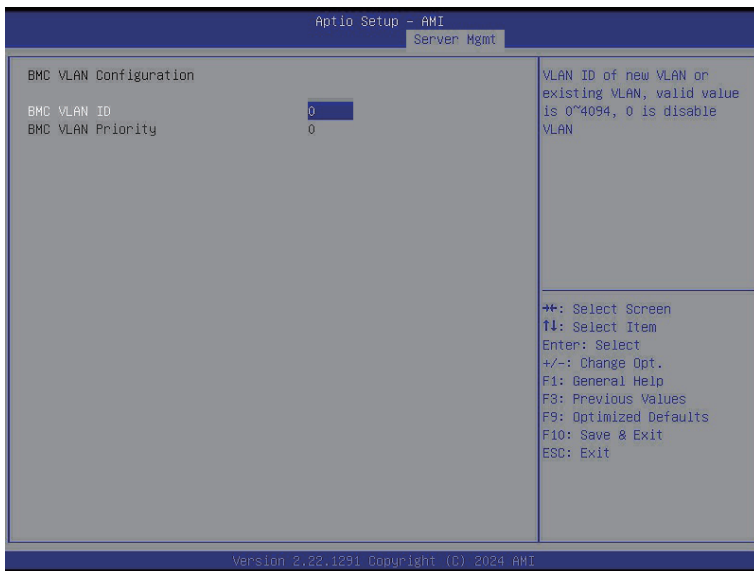 Aptio Setup – AMI
Server Mgmt
BMC VLAN Configuration
BMC VLAN ID 0
BMC VLAN Priority 0
VLAN ID of new VLAN or
existing VLAN, valid value
is 0~4094, 0 is disable
VLAN
→←: Select Screen
↑↓: Select Item
Enter: Select
+/-: Change Opt.
F1: General Help
F3: Previous Values
F9: Optimized Defaults
F10: Save & Exit
ESC: Exit
Version 2.22.1291 Copyright (C) 2024 AMI